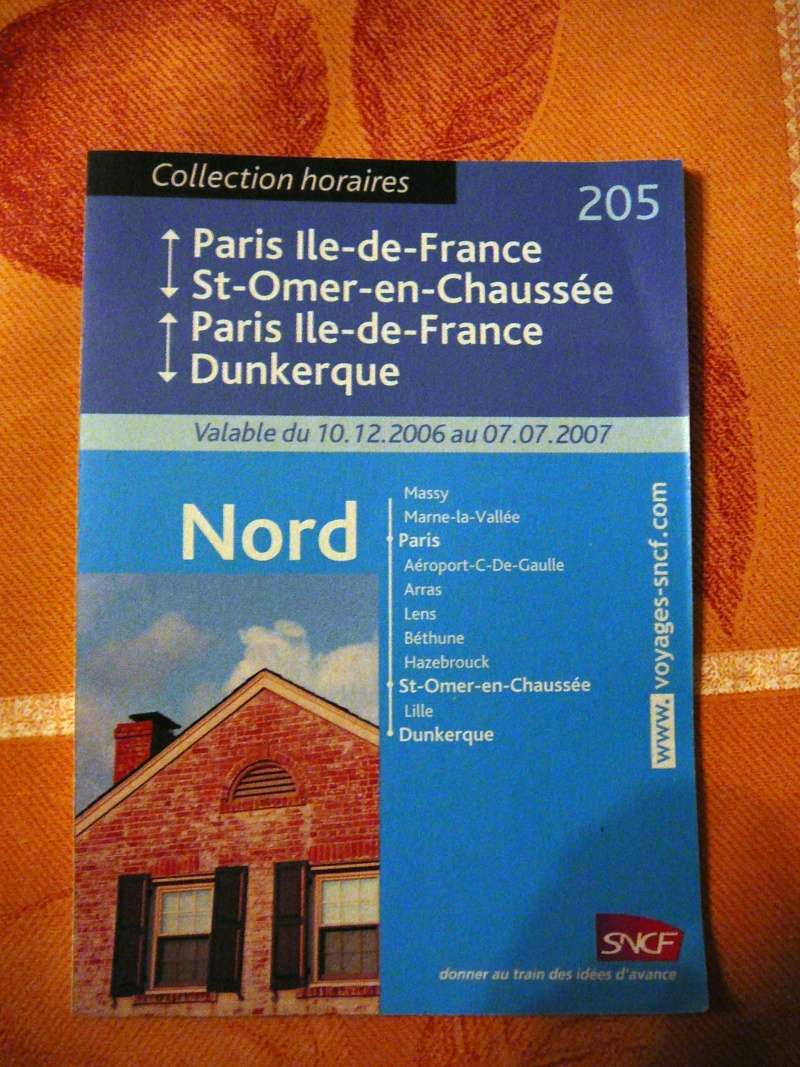 Collection horaires
205
Paris Ile-de-France
St-Omer-en-Chaussée
Paris Ile-de-France
Dunkerque
Valable du 10.12.2006 au 07.07.2007
Nord
Massy
Marne-la-Vallée
Paris
Aéroport-C-De-Gaulle
Arras
Lens
Béthune
Hazebrouck
St-Omer-en-Chaussée
Lille
Dunkerque
www.voyages-sncf.com
SNCF
donner au train des idées d'avance